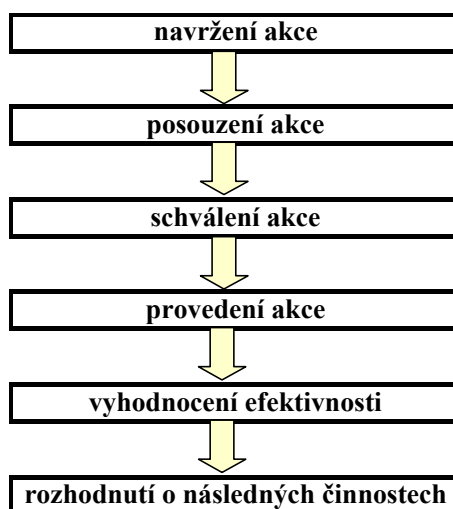 navržení akce
posouzení akce
schválení akce
provedení akce
vyhodnocení efektivnosti
rozhodnutí o následných činnostech